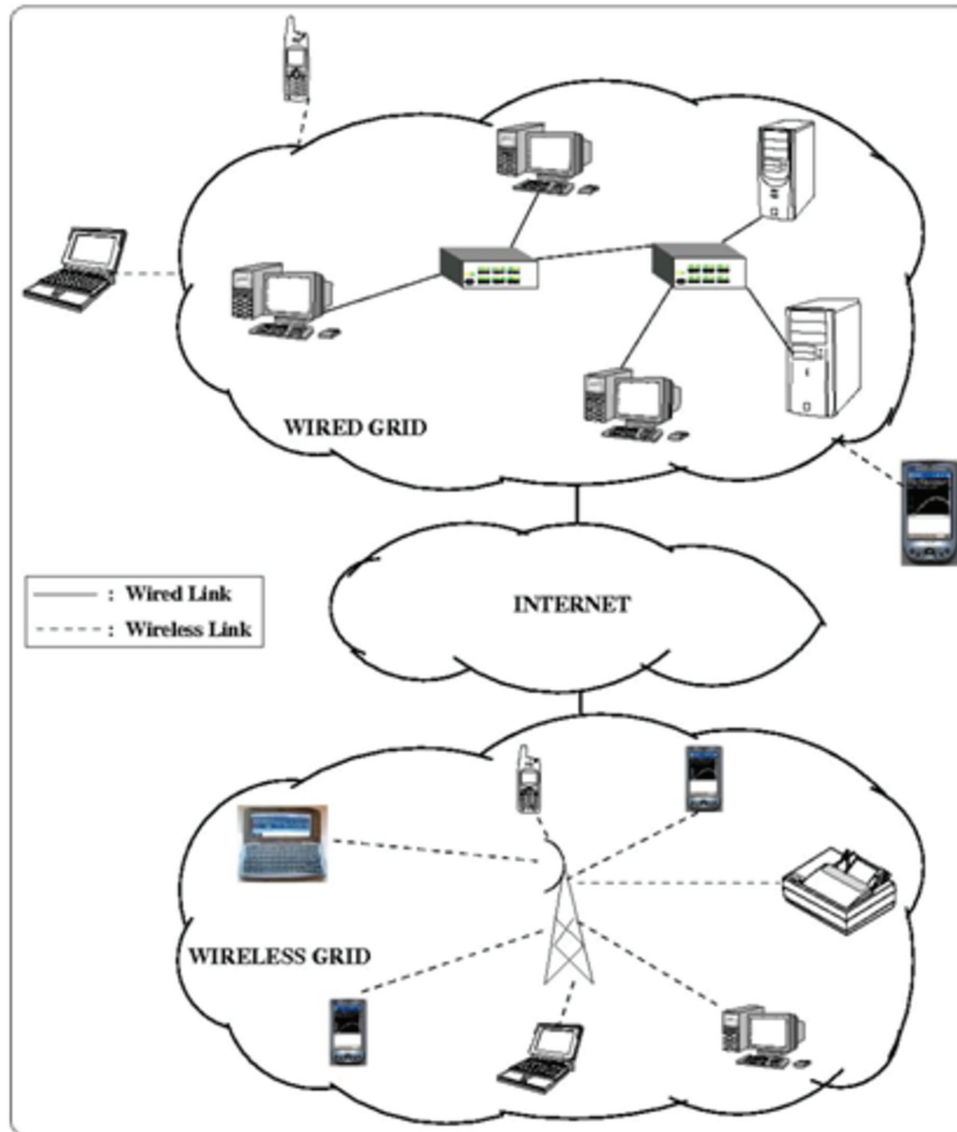 WIRED GRID
INTERNET
: Wired Link
: Wireless Link
WIRELESS GRID